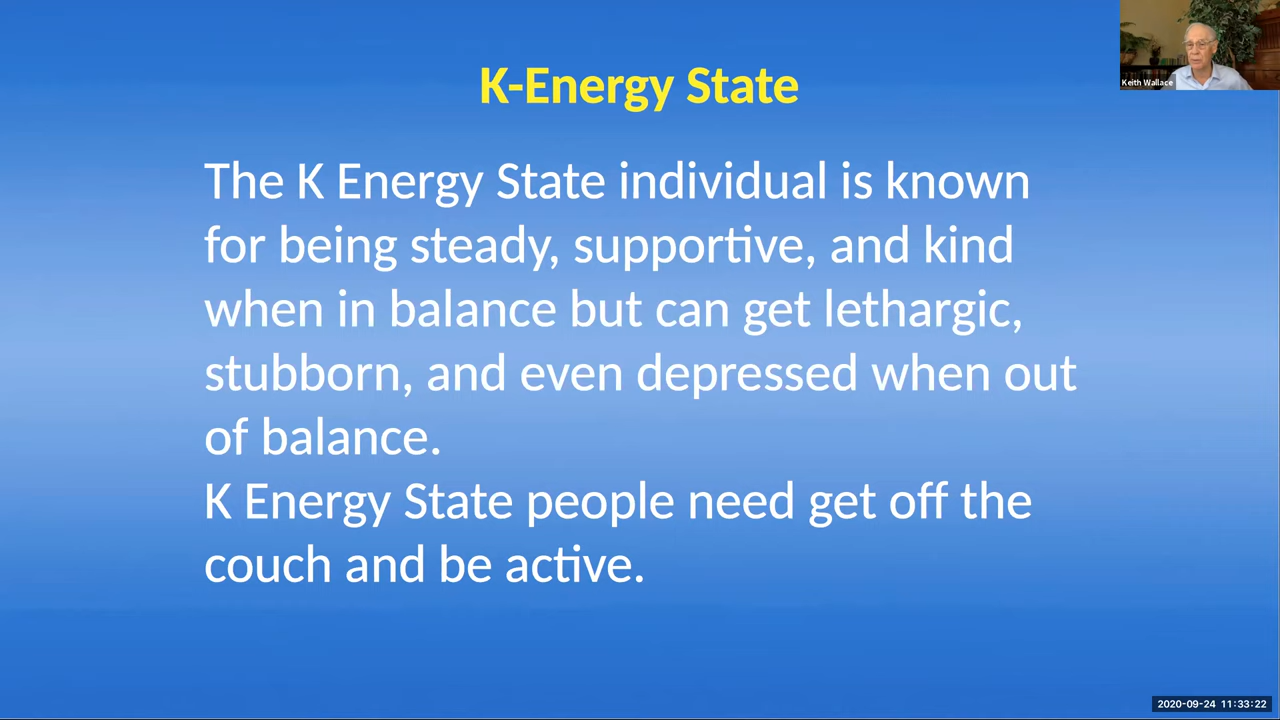 K-Energy State
Keith Wallace
The K Energy State individual is known
for being steady, supportive, and kind
when in balance but can get lethargic,
stubborn, and even depressed when out
of balance.
K Energy State people need get off the
couch and be active.
2020-09-24 11:33:22